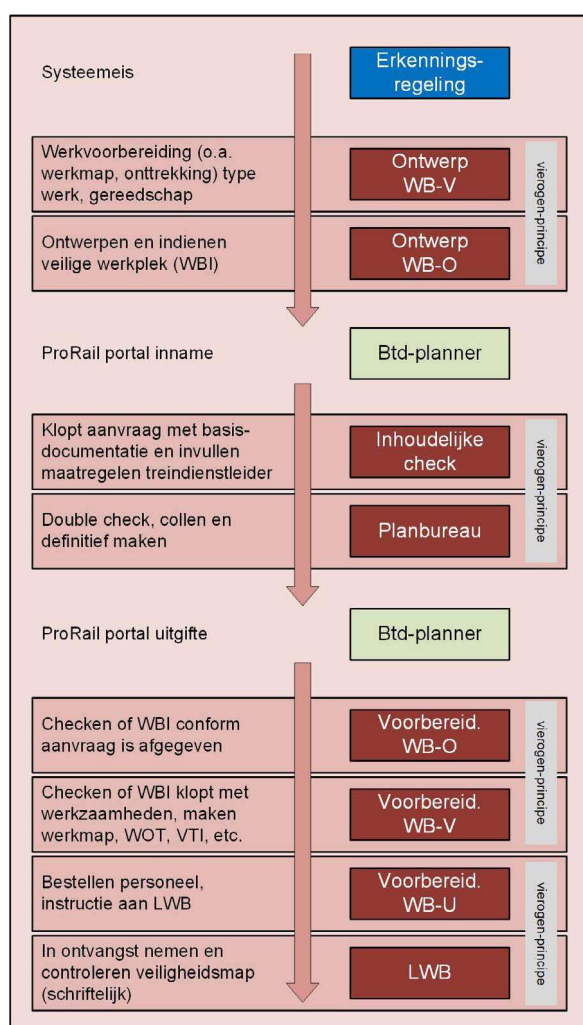 Systeemeis
Erkennings-
regeling
Werkvoorbereiding (o.a.
werkmap, onttrekking) type
werk, gereedschap
Ontwerp
WB-V
vierogen-principe
Ontwerpen en indienen
veilige werkplek (WBI)
Ontwerp
WB-O
ProRail portal inname
Btd-planner
Klopt aanvraag met basis-
documentatie en invullen
maatregelen treindienstleider
Inhoudelijke
check
vierogen-principe
Double check, collen en
definitief maken
Planbureau
ProRail portal uitgifte
Btd-planner
Checken of WBI conform
aanvraag is afgegeven
Voorbereid.
WB-O
vierogen-principe
Checken of WBI klopt met
werkzaamheden, maken
werkmap, WOT, VTI, etc.
Voorbereid.
WB-V
Bestellen personeel,
instructie aan LWB
Voorbereid.
WB-U
vierogen-principe
In ontvangst nemen en
controleren veiligheidsmap
(schriftelijk)
LWB